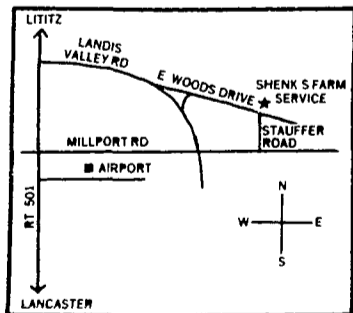 LITITZ
LANDIS
VALLEY RD
E WOODS DRIVE
SHENK S FARM
SERVICE
STAUFFER
ROAD
MILLPORT RD
AIRPORT
RT 501
N
W
E
S
LANCASTER